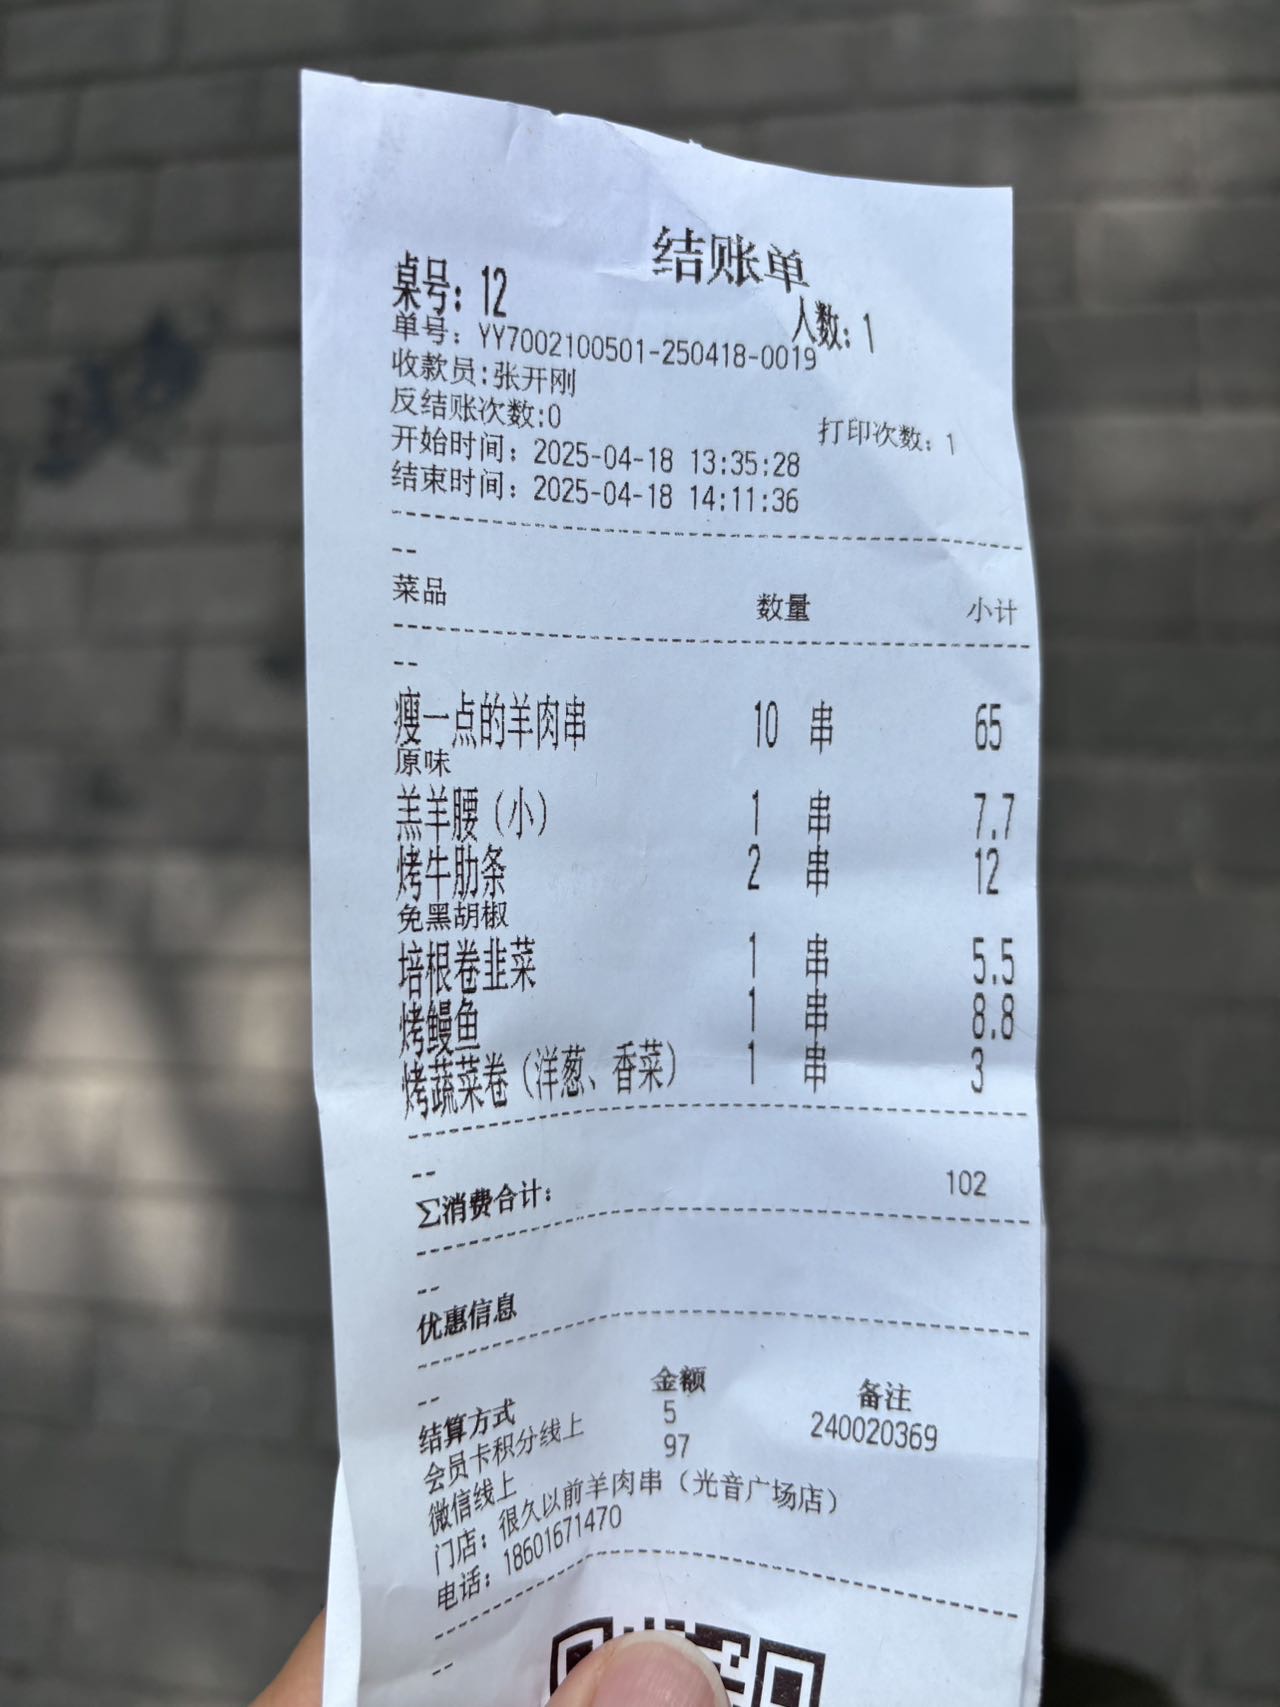 结账单
桌号：12 人数：1
单号：YY7002100501-250418-0019
收款员:张开刚
反结账次数:0 打印次数：1
开始时间：2025-04-18 13:35:28
结束时间：2025-04-18 14:11:36
--
菜品 数量 小计
--
瘦一点的羊肉串 10 串 65
原味
羔羊腰（小） 1 串 7.7
烤牛肋条 2 串 12
免黑胡椒
培根卷韭菜 1 串 5.5
烤鳗鱼 1 串 8.8
烤蔬菜卷（洋葱、香菜） 1 串 3
--
∑消费合计： 102
--
优惠信息
--
结算方式 金额 备注
会员卡积分线上 5 240020369
微信线上 97
门店：很久以前羊肉串（光音广场店）
电话：18601671470
--